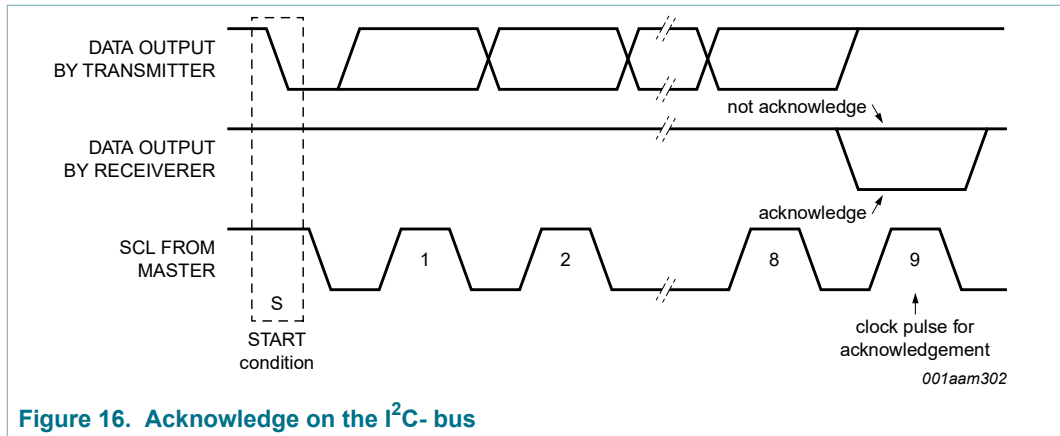 DATA OUTPUT
BY TRANSMITTER
not acknowledge
DATA OUTPUT
BY RECEIVERER
acknowledge
SCL FROM
MASTER
1
2
8
9
S
START
condition
clock pulse for
acknowledgement
001aam302
Figure 16. Acknowledge on the I²C- bus